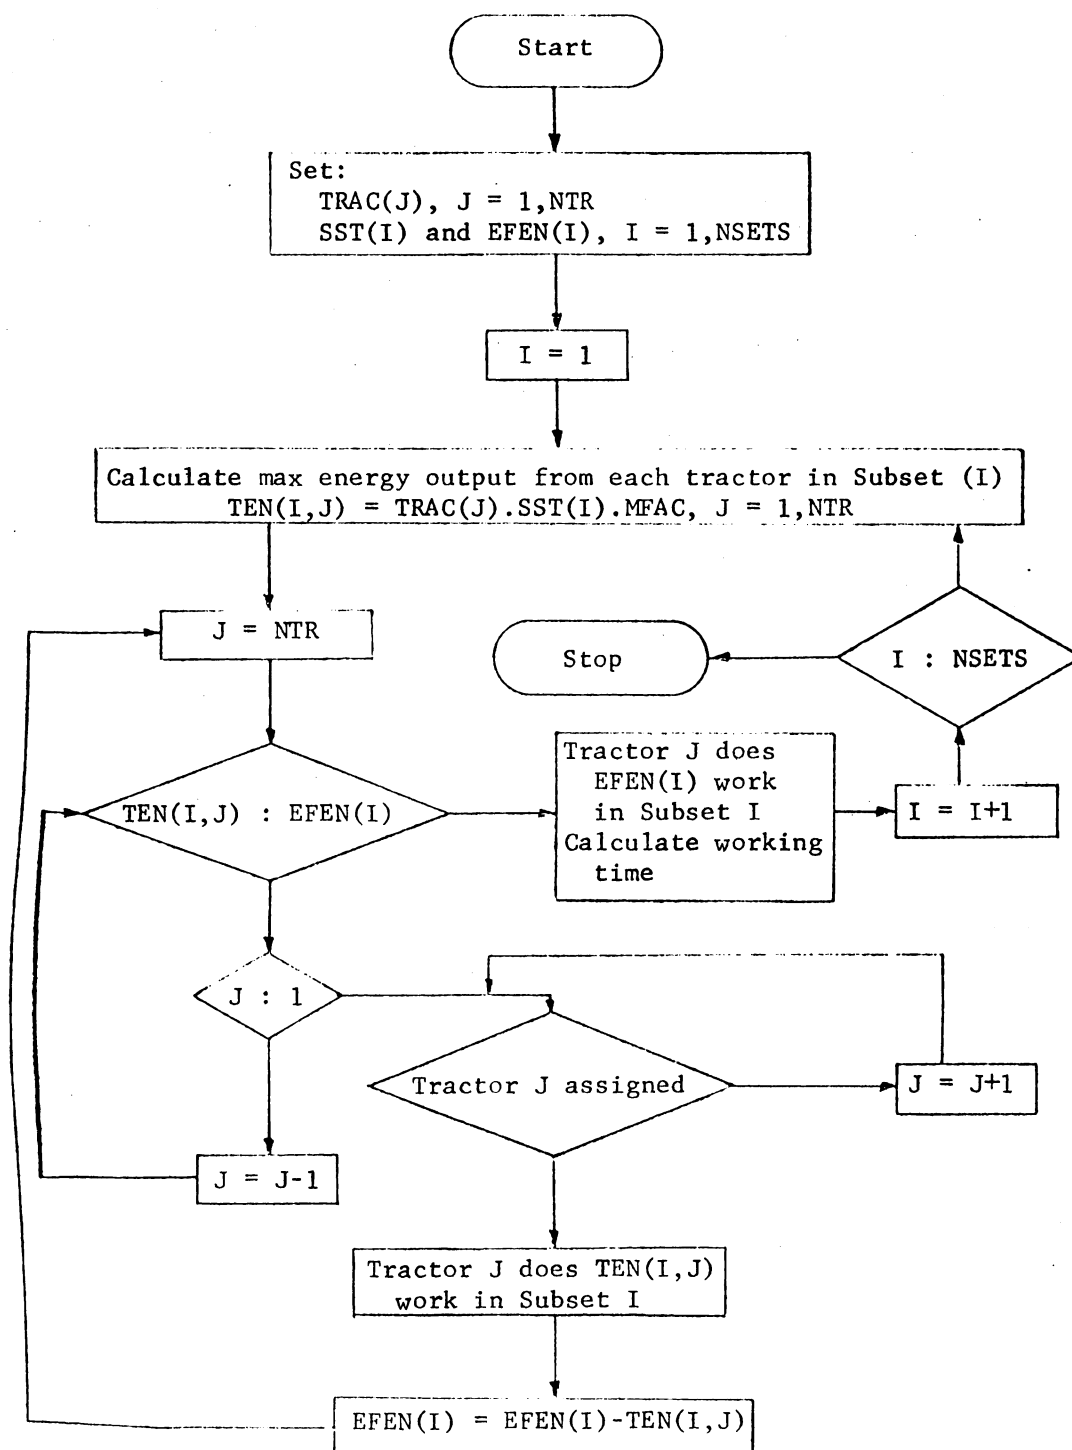 Start
Set:
TRAC(J), J = 1,NTR
SST(I) and EFEN(I), I = 1,NSETS
I = 1
Calculate max energy output from each tractor in Subset (I)
TEN(I,J) = TRAC(J).SST(I).MFAC, J = 1,NTR
J = NTR
Stop
I : NSETS
TEN(I,J) : EFEN(I)
Tractor J does
EFEN(I) work
in Subset I
Calculate working
time
I = I+1
J : 1
Tractor J assigned
J = J+1
J = J-1
Tractor J does TEN(I,J)
work in Subset I
EFEN(I) = EFEN(I)-TEN(I,J)